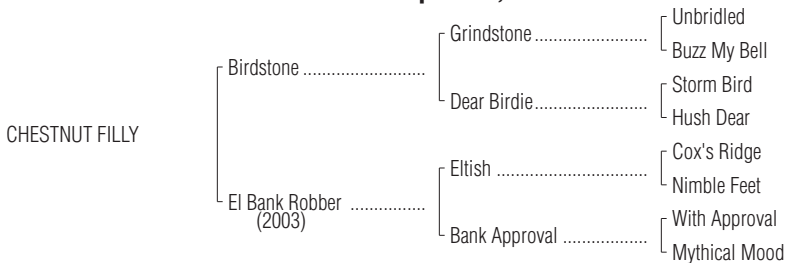 Unbridled
Grindstone
Buzz My Bell
Birdstone
Storm Bird
Dear Birdie
Hush Dear
CHESTNUT FILLY
Cox's Ridge
Eltish
Nimble Feet
El Bank Robber
(2003)
With Approval
Bank Approval
Mythical Mood